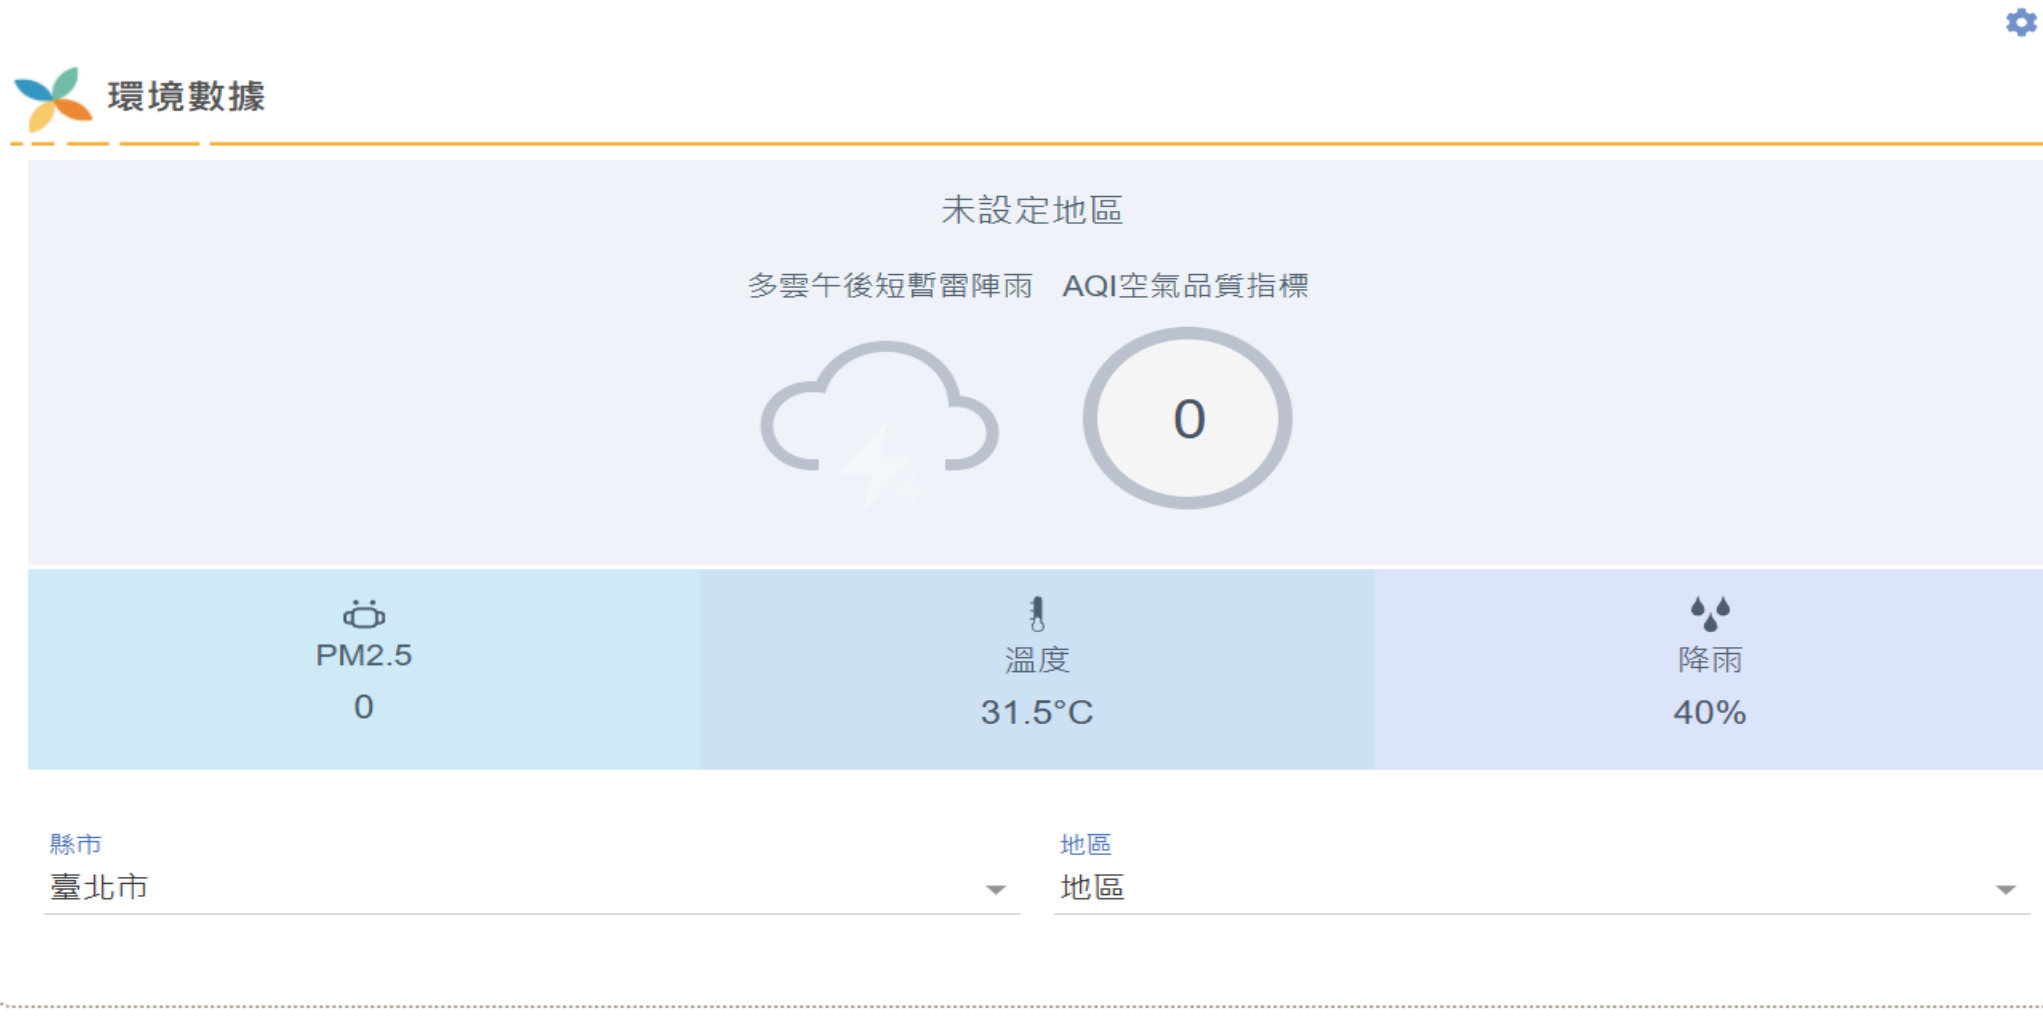 環境數據
未設定地區
多雲午後短暫雷陣雨 AQI空氣品質指標
0
PM2.5
0
溫度
31.5°C
降雨
40%
縣市
臺北市
地區
地區